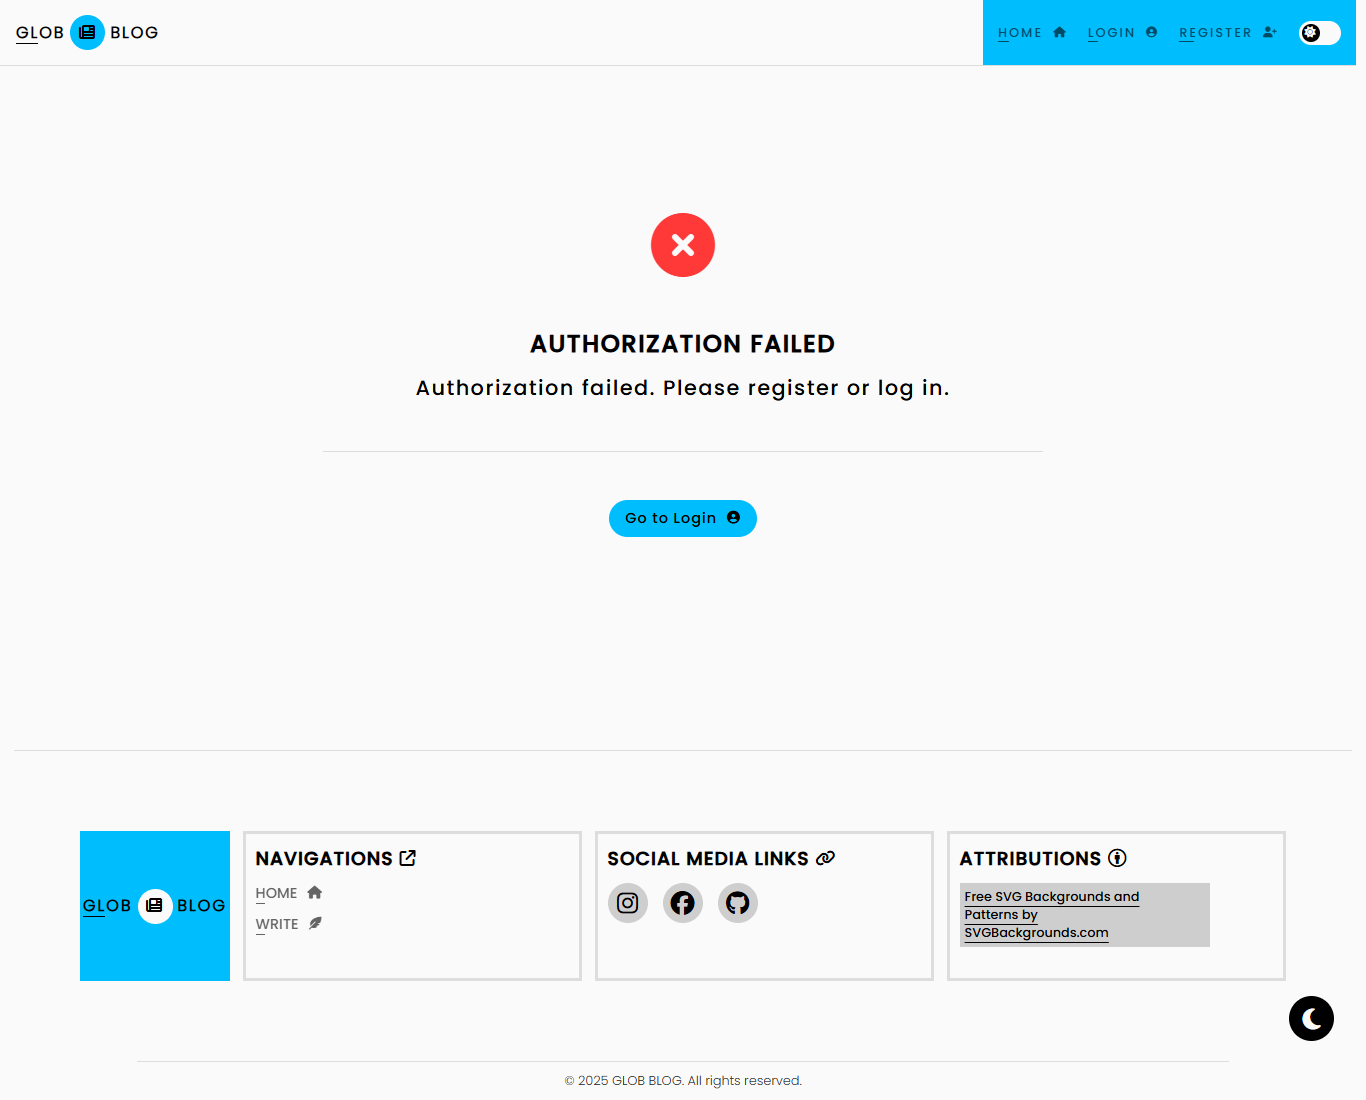 GLOB BLOG
HOME
LOGIN
REGISTER
AUTHORIZATION FAILED
Authorization failed. Please register or log in.
Go to Login
GLOB BLOG
NAVIGATIONS
HOME
WRITE
SOCIAL MEDIA LINKS
ATTRIBUTIONS
Free SVG Backgrounds and
Patterns by
SVGBackgrounds.com
© 2025 GLOB BLOG. All rights reserved.